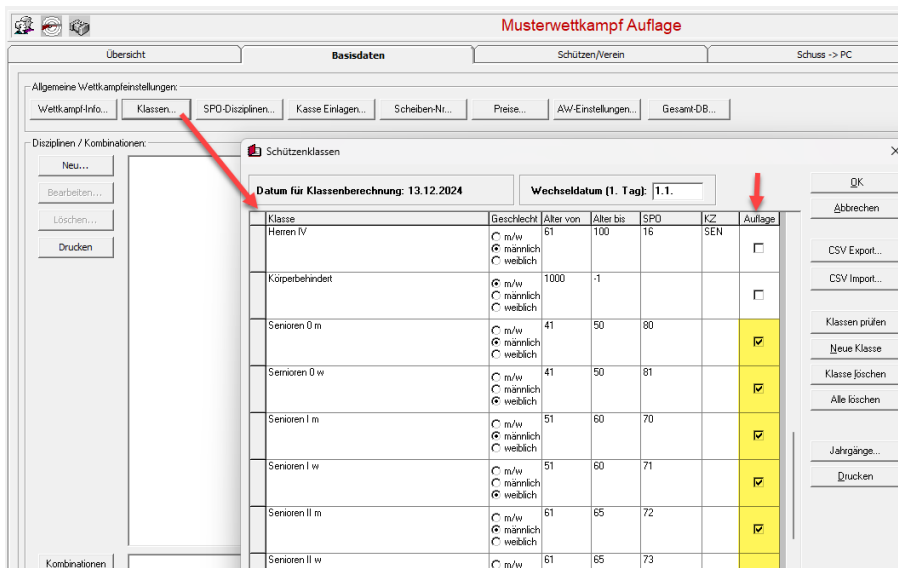 Musterwettkampf Auflage
Übersicht Basisdaten Schützen/Verein Schuss -> PC
Allgemeine Wettkampfeinstellungen:
Wettkampf-Info... Klassen... SPO-Disziplinen... Kasse Einlagen... Scheiben-Nr... Preise... AW-Einstellungen... Gesamt-DB...
Disziplinen / Kombinationen:
Neu...
Bearbeiten...
Löschen...
Drucken
Kombinationen
Schützenklassen
Datum für Klassenberechnung: 13.12.2024 Wechseldatum (1. Tag): 1.1.
Klasse Geschlecht Alter von Alter bis SPO KZ Auflage
Herren IV m/w männlich weiblich 61 100 16 SEN
Körperbehindert m/w männlich weiblich 1000 -1
Senioren 0 m m/w männlich weiblich 41 50 80
Sernioren 0 w m/w männlich weiblich 41 50 81
Senioren I m m/w männlich weiblich 51 60 70
Senioren I w m/w männlich weiblich 51 60 71
Senioren II m m/w männlich weiblich 61 65 72
Senioren II w m/w 61 65 73
OK
Abbrechen
CSV Export...
CSV Import...
Klassen prüfen
Neue Klasse
Klasse löschen
Alle löschen
Jahrgänge...
Drucken